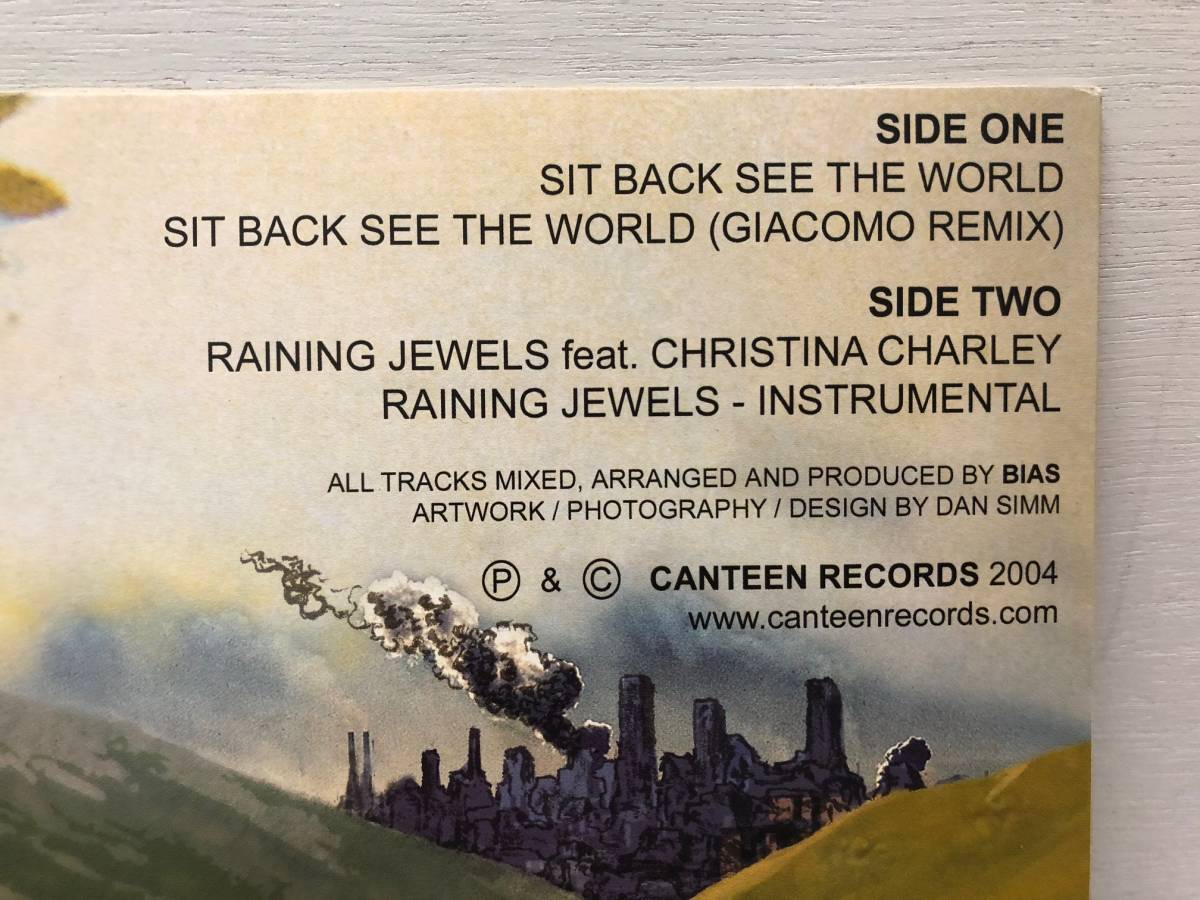 SIDE ONE
SIT BACK SEE THE WORLD
SIT BACK SEE THE WORLD (GIACOMO REMIX)
SIDE TWO
RAINING JEWELS feat. CHRISTINA CHARLEY
RAINING JEWELS - INSTRUMENTAL
ALL TRACKS MIXED, ARRANGED AND PRODUCED BY BIAS
ARTWORK / PHOTOGRAPHY / DESIGN BY DAN SIMM
Ⓟ & © CANTEEN RECORDS 2004
www.canteenrecords.com